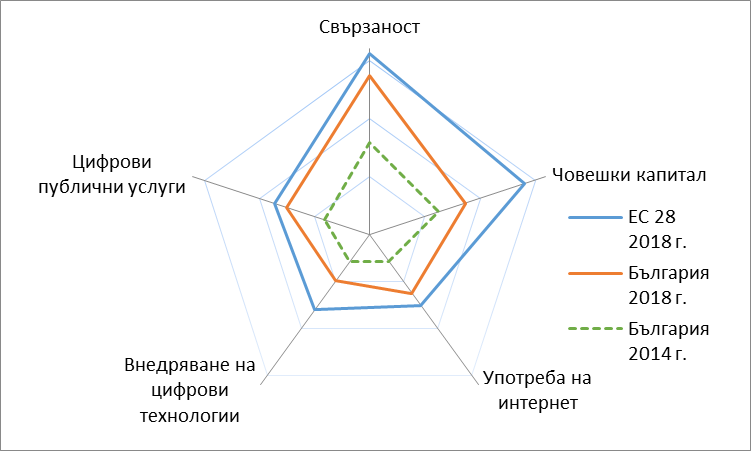 Свързаност
Човешки капитал
Употреба на
интернет
Внедряване на
цифрови
технологии
Цифрови
публични услуги
ЕС 28
2018 г.
България
2018 г.
България
2014 г.